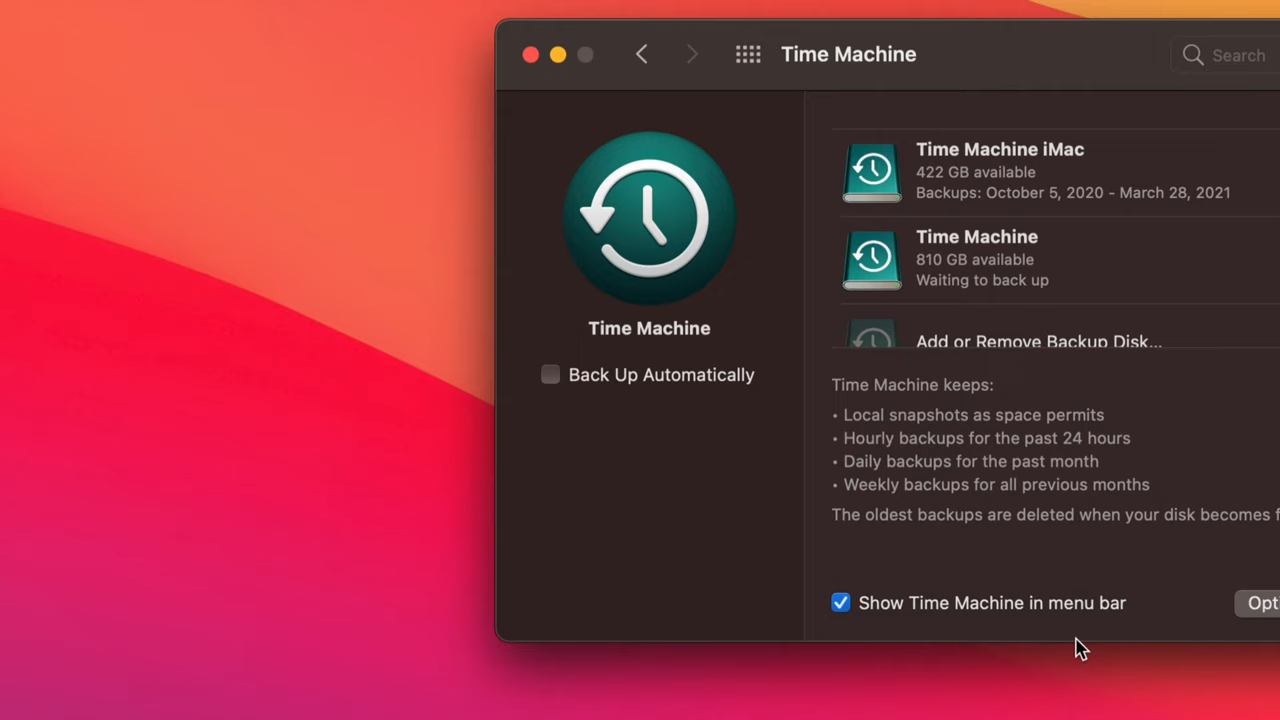 Time Machine
Search
Time Machine iMac
422 GB available
Backups: October 5, 2020 - March 28, 2021
Time Machine
810 GB available
Waiting to back up
Add or Remove Backup Disk...
Time Machine
Back Up Automatically
Time Machine keeps:
• Local snapshots as space permits
• Hourly backups for the past 24 hours
• Daily backups for the past month
• Weekly backups for all previous months
The oldest backups are deleted when your disk becomes
Show Time Machine in menu bar